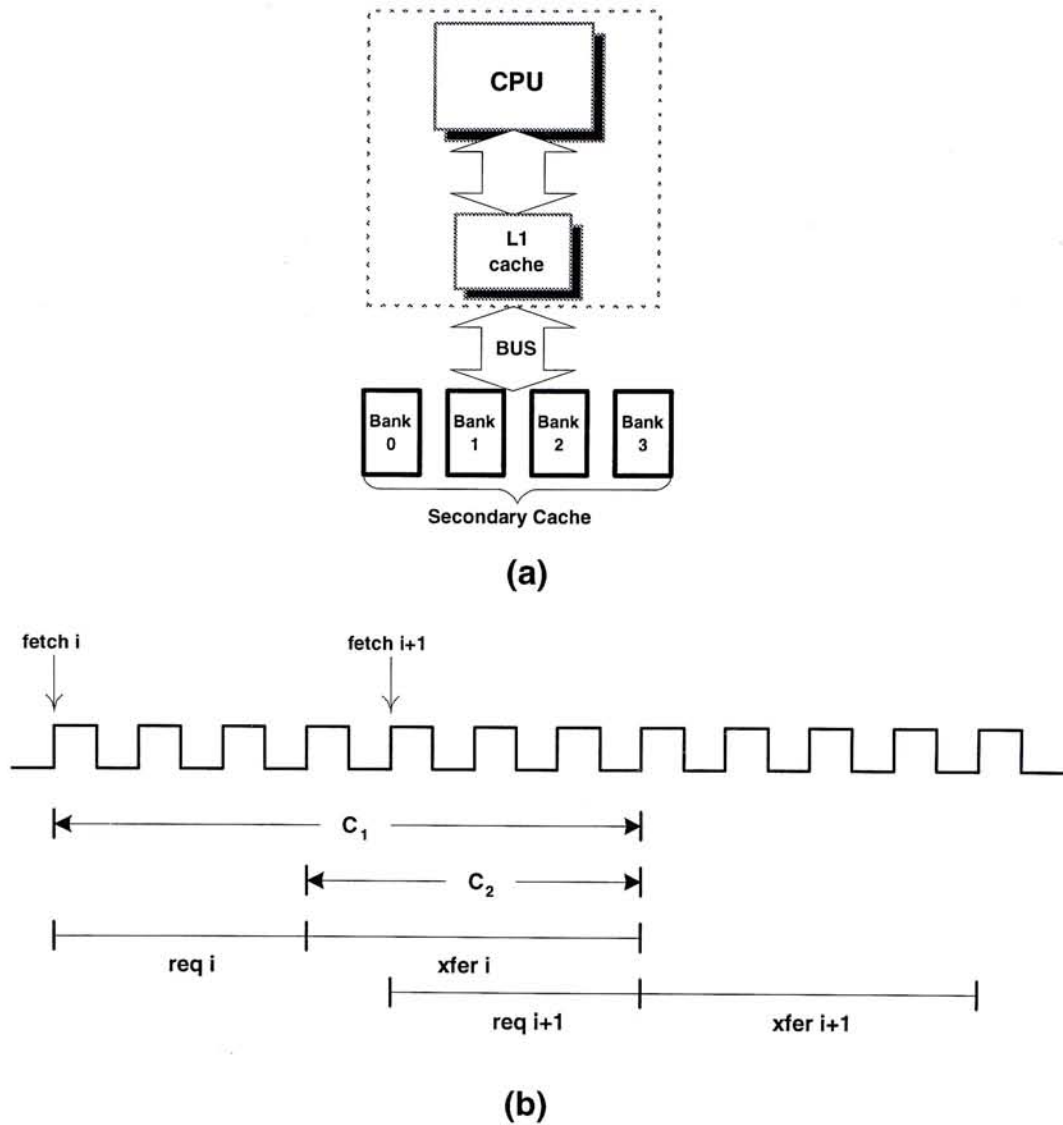 CPU
L1
cache
BUS
Bank
0
Bank
1
Bank
2
Bank
3
Secondary Cache
(a)
fetch i
fetch i+1
C₁
C₂
req i
xfer i
req i+1
xfer i+1
(b)